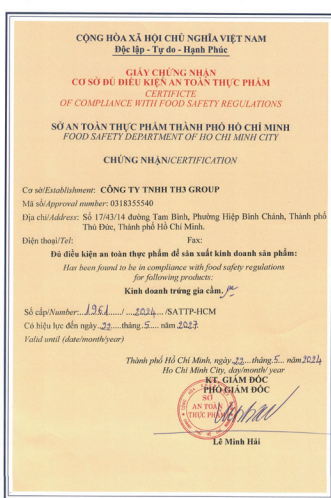 CỘNG HÒA XÃ HỘI CHỦ NGHĨA VIỆT NAM
Độc lập - Tự do - Hạnh Phúc
GIẤY CHỨNG NHẬN
CƠ SỞ ĐỦ ĐIỀU KIỆN AN TOÀN THỰC PHẨM
CERTIFICTE
OF COMPLIANCE WITH FOOD SAFETY REGULATIONS
SỞ AN TOÀN THỰC PHẨM THÀNH PHỐ HỒ CHÍ MINH
FOOD SAFETY DEPARTMENT OF HO CHI MINH CITY
CHỨNG NHẬN/CERTIFICATION
Cơ sở/Establishment: CÔNG TY TNHH TH3 GROUP
Mã số/Approval number: 0318355540
Địa chỉ/Address: Số 17/43/14 đường Tam Bình, Phường Hiệp Bình Chánh, Thành phố
Thủ Đức, Thành phố Hồ Chí Minh.
Điện thoại/Tel: Fax:
Đủ điều kiện an toàn thực phẩm để sản xuất kinh doanh sản phẩm:
Has been found to be in compliance with food safety regulations
for following products:
Kinh doanh trứng gia cầm.
Số cấp/Number: 1961 / 2024 /SATTP-HCM
Có hiệu lực đến ngày 22 tháng 5 năm 2027
Valid until (date/month/year)
Thành phố Hồ Chí Minh, ngày 22 tháng 5 năm 2024
Ho Chi Minh City, day/month/ year
KT. GIÁM ĐỐC
PHÓ GIÁM ĐỐC
SỞ
AN TOÀN
THỰC PHẨM
Lê Minh Hải